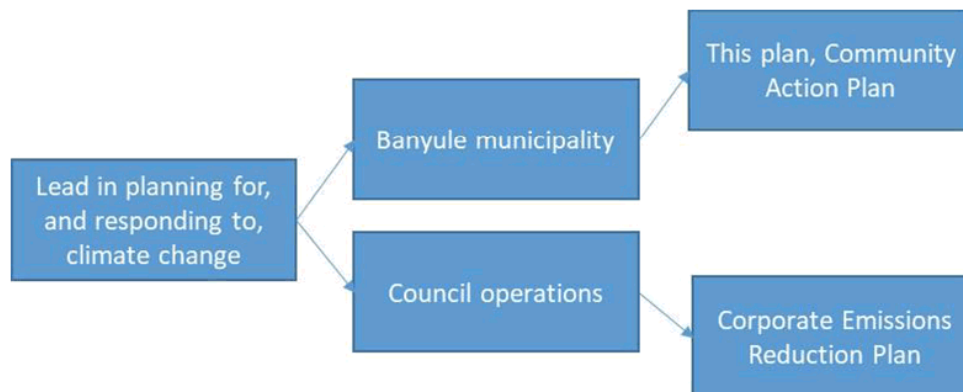 This plan, Community
Action Plan
Banyule municipality
Lead in planning for,
and responding to,
climate change
Council operations
Corporate Emissions
Reduction Plan